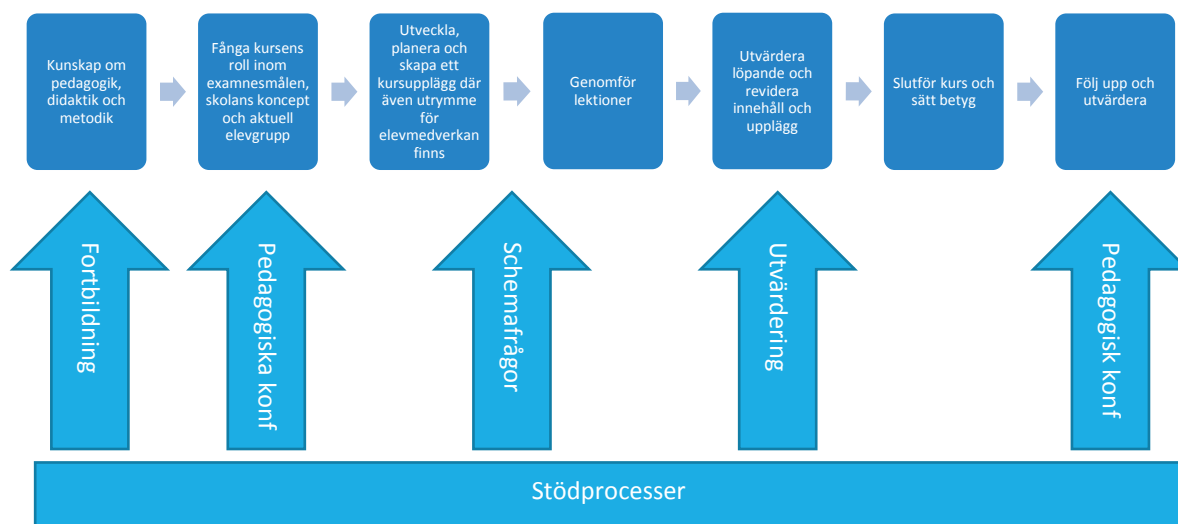 Kunskap om
pedagogik,
didaktik och
metodik
Fånga kursens
roll inom
examnesmålen,
skolans koncept
och aktuell
elevgrupp
Utveckla,
planera och
skapa ett
kursupplägg där
även utrymme
för
elevmedverkan
finns
Genomför
lektioner
Utvärdera
löpande och
revidera
innehåll och
upplägg
Slutför kurs och
sätt betyg
Följ upp och
utvärdera
Fortbildning
Pedagogiska konf
Schemafrågor
Utvärdering
Pedagogisk konf
Stödprocesser